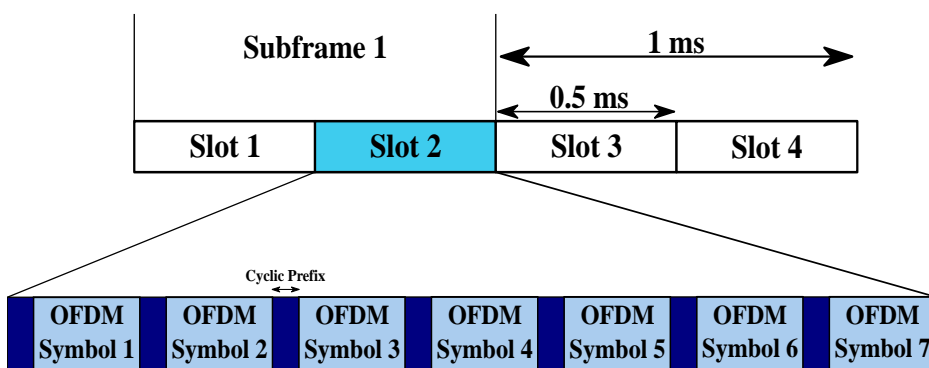 Subframe 1
1 ms
0.5 ms
Slot 1
Slot 2
Slot 3
Slot 4
Cyclic Prefix
OFDM
Symbol 1
OFDM
Symbol 2
OFDM
Symbol 3
OFDM
Symbol 4
OFDM
Symbol 5
OFDM
Symbol 6
OFDM
Symbol 7